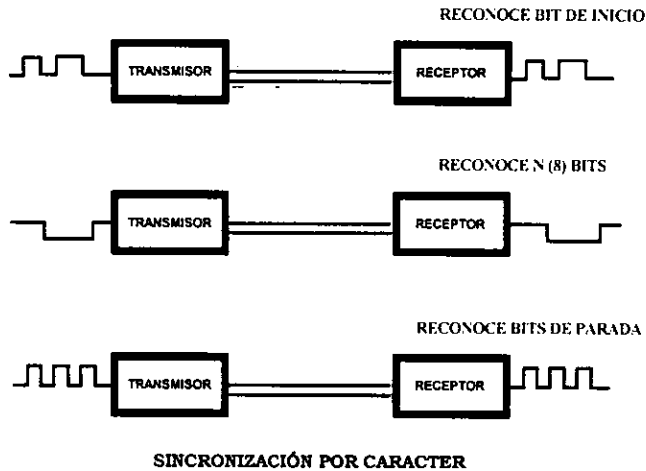 RECONOCE BIT DE INICIO
TRANSMISOR
RECEPTOR
RECONOCE N (8) BITS
TRANSMISOR
RECEPTOR
RECONOCE BITS DE PARADA
TRANSMISOR
RECEPTOR
SINCRONIZACIÓN POR CARACTER